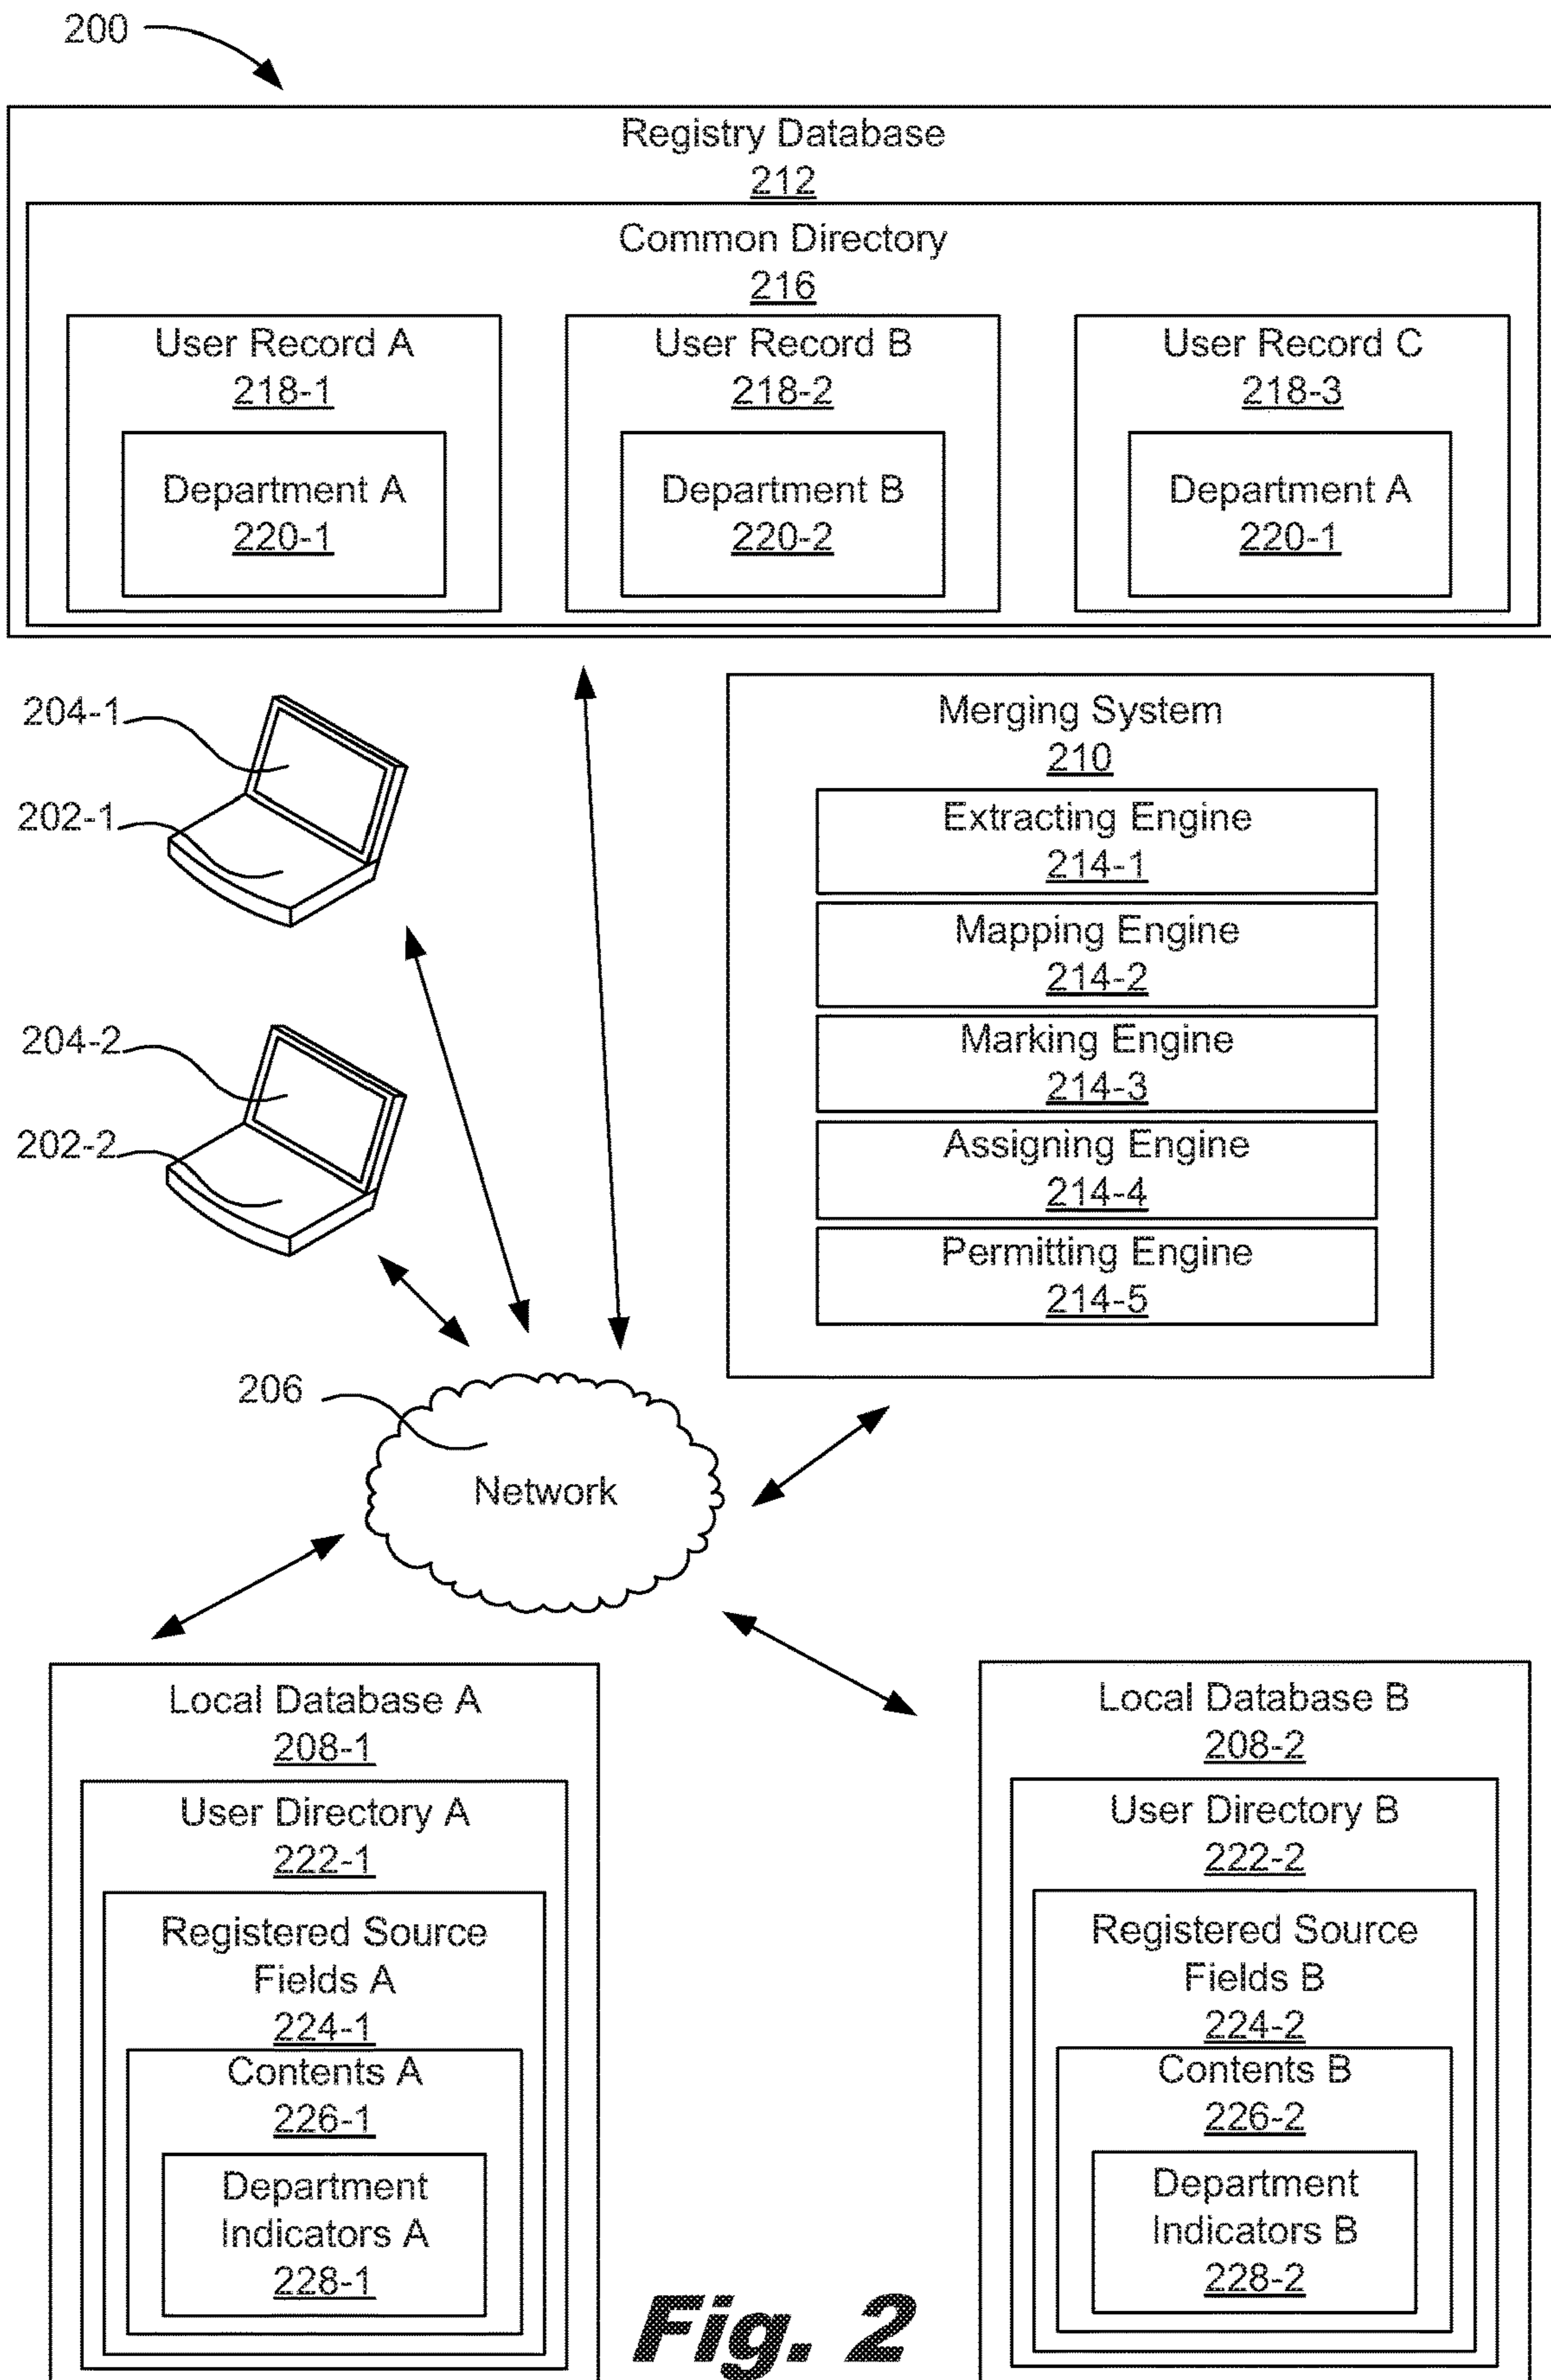 200
Registry Database
212
Common Directory
216
User Record A
218-1
Department A
220-1
User Record B
218-2
Department B
220-2
User Record C
218-3
Department A
220-1
204-1
202-1
204-2
202-2
Merging System
210
Extracting Engine
214-1
Mapping Engine
214-2
Marking Engine
214-3
Assigning Engine
214-4
Permitting Engine
214-5
206
Network
Local Database A
208-1
User Directory A
222-1
Registered Source
Fields A
224-1
Contents A
226-1
Department
Indicators A
228-1
Local Database B
208-2
User Directory B
222-2
Registered Source
Fields B
224-2
Contents B
226-2
Department
Indicators B
228-2
Fig. 2